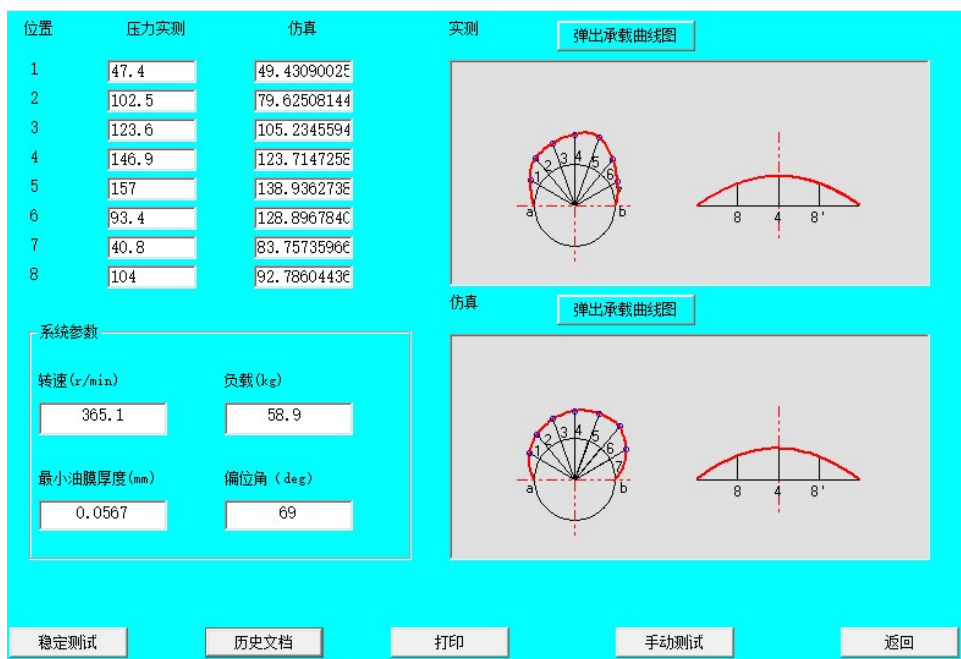 位置 压力实测 仿真 实测 弹出承载曲线图
1 47.4 49.43090025
2 102.5 79.62508144
3 123.6 105.2345594
4 146.9 123.7147258
5 157 138.9362738
6 93.4 128.8967840
7 40.8 83.75735966
8 104 92.78604436
1 2 3 4 5 6 7
a b
8 4 8'
仿真 弹出承载曲线图
系统参数
转速(r/min) 负载(kg)
365.1 58.9
最小油膜厚度(mm) 偏位角(deg)
0.0567 69
1 2 3 4 5 6 7
a b
8 4 8'
稳定测试 历史文档 打印 手动测试 返回